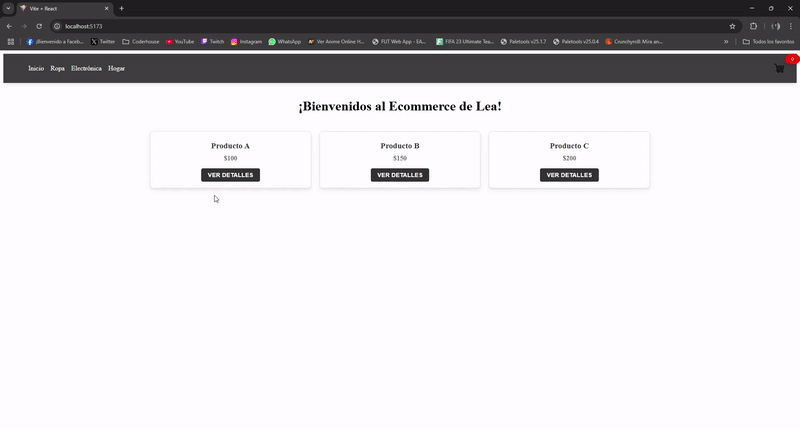 Vite + React
localhost:5173
¡Bienvenido a Faceb... Twitter Coderhouse YouTube Twitch Instagram WhatsApp Ver Anime Online H... FUT Web App - EA... FIFA 23 Ultimate Tea... Paletools v25.1.7 Paletools v25.0.4 Crunchyroll: Mira an... » Todos los favoritos
Inicio Ropa Electrónica Hogar 0
¡Bienvenidos al Ecommerce de Lea!
Producto A Producto B Producto C
$100 $150 $200
VER DETALLES VER DETALLES VER DETALLES